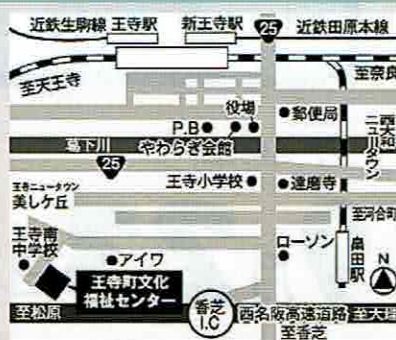 近鉄生駒線
王寺駅
新王寺駅
25
近鉄田原本線
至天王寺
至奈良
役場
郵便局
P.B
葛下川
やわらぎ会館
西大和
ニュータウン
25
王寺小学校
達磨寺
王寺ニュータウン
美しケ丘
至河合町
王寺南
中学校
アイワ
ローソン
畠田駅
N
王寺町文化
福祉センター
至松原
香芝
I.C
西名阪高速道路
至天理
至香芝